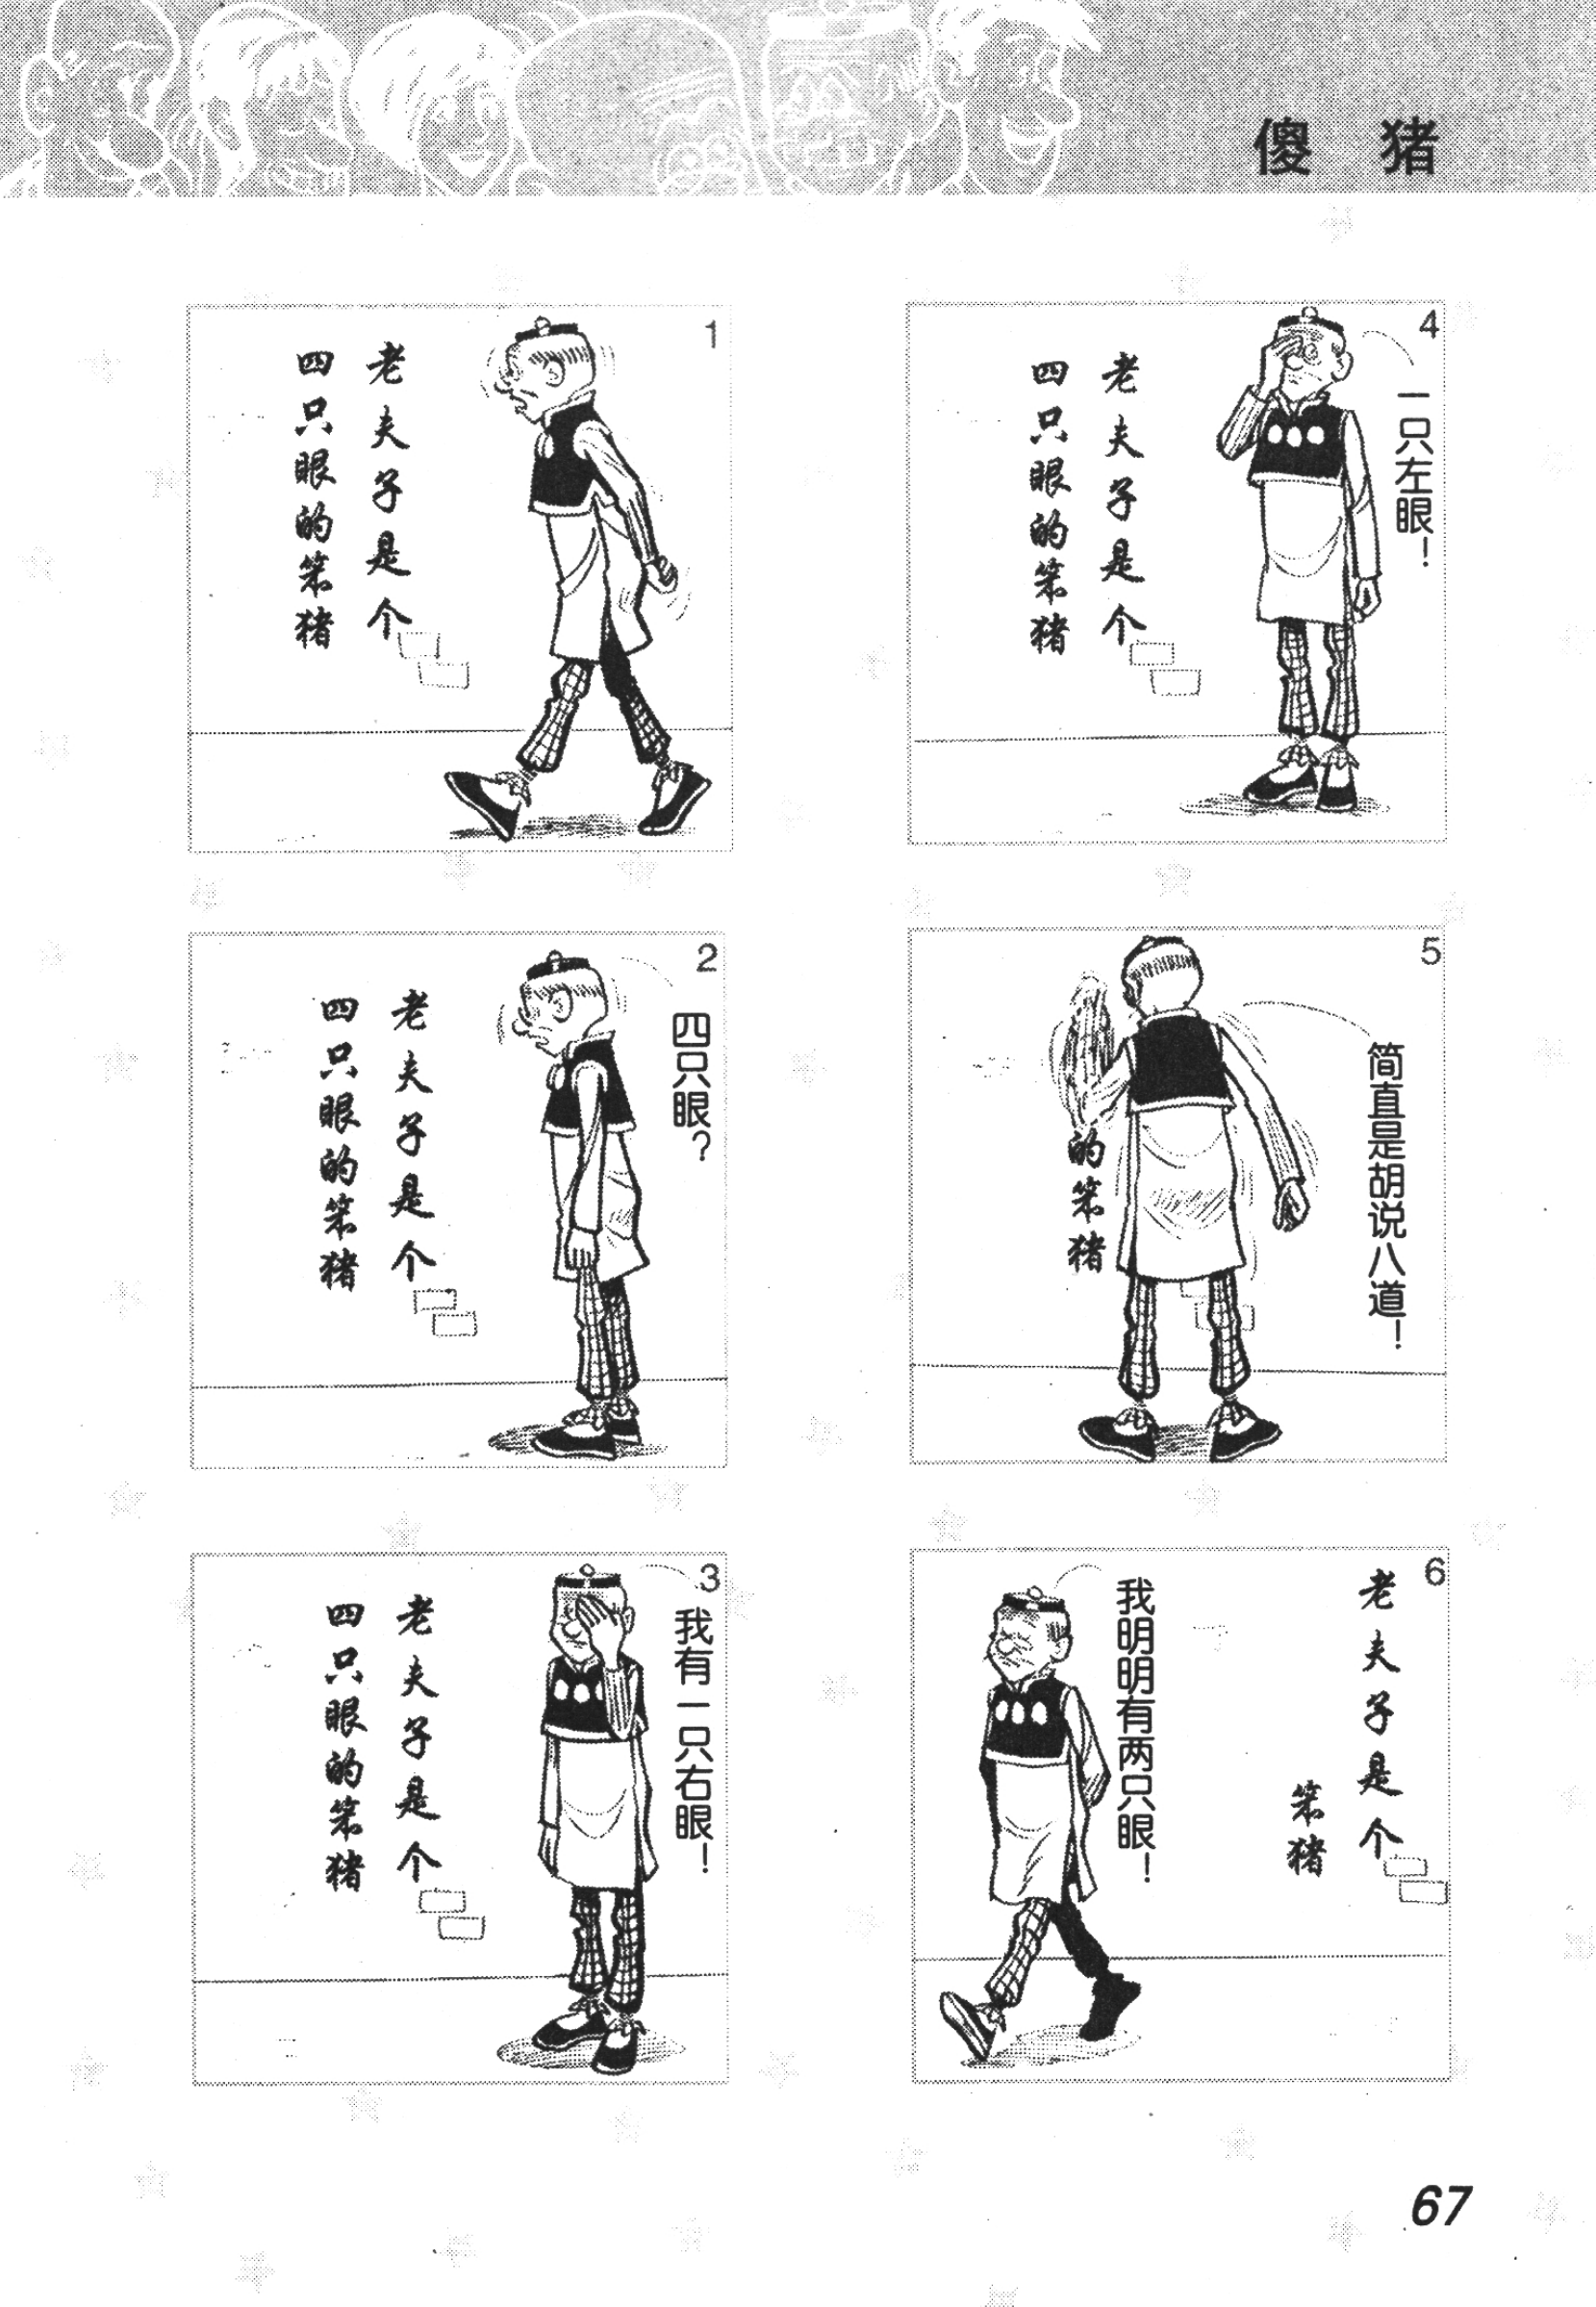 傻 猪
1
老夫子是个
四只眼的笨猪
2
四只眼？
老夫子是个
四只眼的笨猪
3
我有一只右眼！
老夫子是个
四只眼的笨猪
4
一只左眼！
老夫子是个
四只眼的笨猪
5
简直是胡说八道！
的笨猪
6
老夫子是个
笨猪
我明明有两只眼！
67